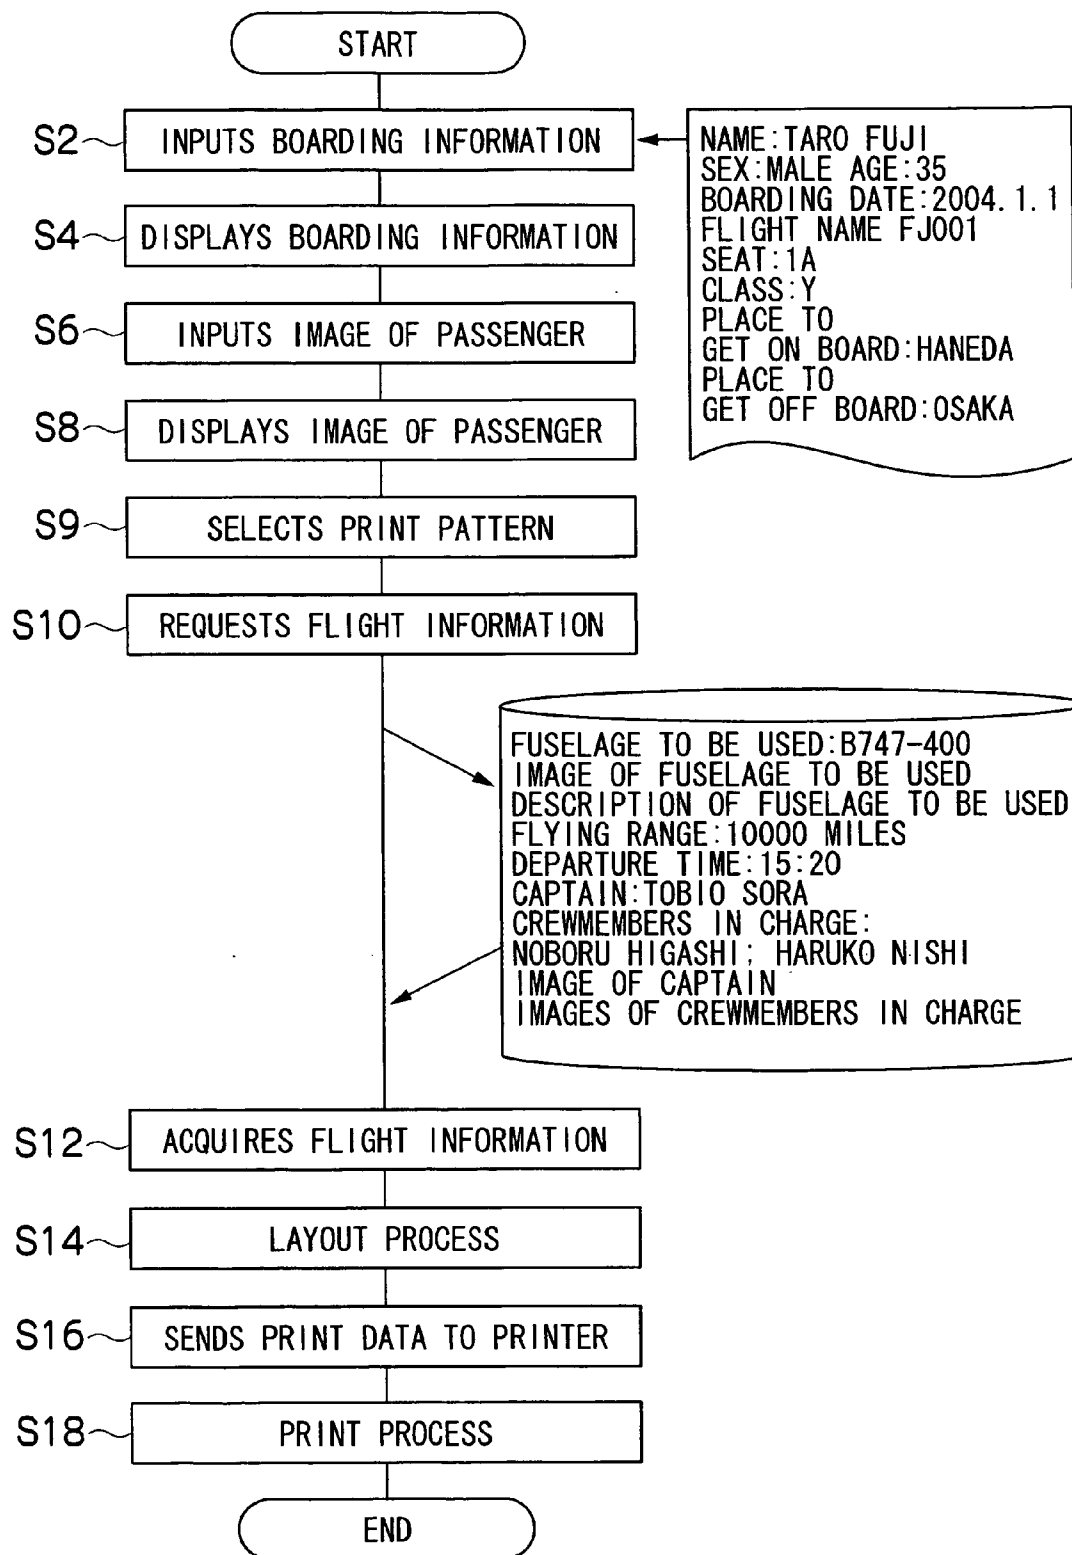 START
S2
INPUTS BOARDING INFORMATION
NAME:TARO FUJI
SEX:MALE AGE:35
BOARDING DATE:2004.1.1
FLIGHT NAME FJ001
SEAT:1A
CLASS:Y
PLACE TO
GET ON BOARD:HANEDA
PLACE TO
GET OFF BOARD:OSAKA
S4
DISPLAYS BOARDING INFORMATION
S6
INPUTS IMAGE OF PASSENGER
S8
DISPLAYS IMAGE OF PASSENGER
S9
SELECTS PRINT PATTERN
S10
REQUESTS FLIGHT INFORMATION
FUSELAGE TO BE USED:B747-400
IMAGE OF FUSELAGE TO BE USED
DESCRIPTION OF FUSELAGE TO BE USED
FLYING RANGE:10000 MILES
DEPARTURE TIME:15:20
CAPTAIN:TOBIO SORA
CREWMEMBERS IN CHARGE:
NOBORU HIGASHI; HARUKO NISHI
IMAGE OF CAPTAIN
IMAGES OF CREWMEMBERS IN CHARGE
S12
ACQUIRES FLIGHT INFORMATION
S14
LAYOUT PROCESS
S16
SENDS PRINT DATA TO PRINTER
S18
PRINT PROCESS
END